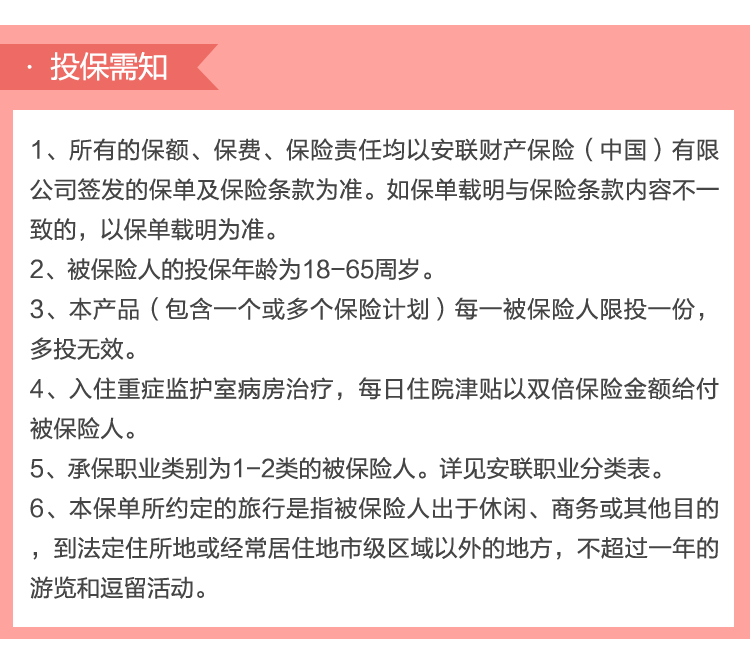 · 投保需知
1、所有的保额、保费、保险责任均以安联财产保险（中国）有限
公司签发的保单及保险条款为准。如保单载明与保险条款内容不一
致的，以保单载明为准。
2、被保险人的投保年龄为18-65周岁。
3、本产品（包含一个或多个保险计划）每一被保险人限投一份，
多投无效。
4、入住重症监护室病房治疗，每日住院津贴以双倍保险金额给付
被保险人。
5、承保职业类别为1-2类的被保险人。详见安联职业分类表。
6、本保单所约定的旅行是指被保险人出于休闲、商务或其他目的
，到法定住所地或经常居住地市级区域以外的地方，不超过一年的
游览和逗留活动。